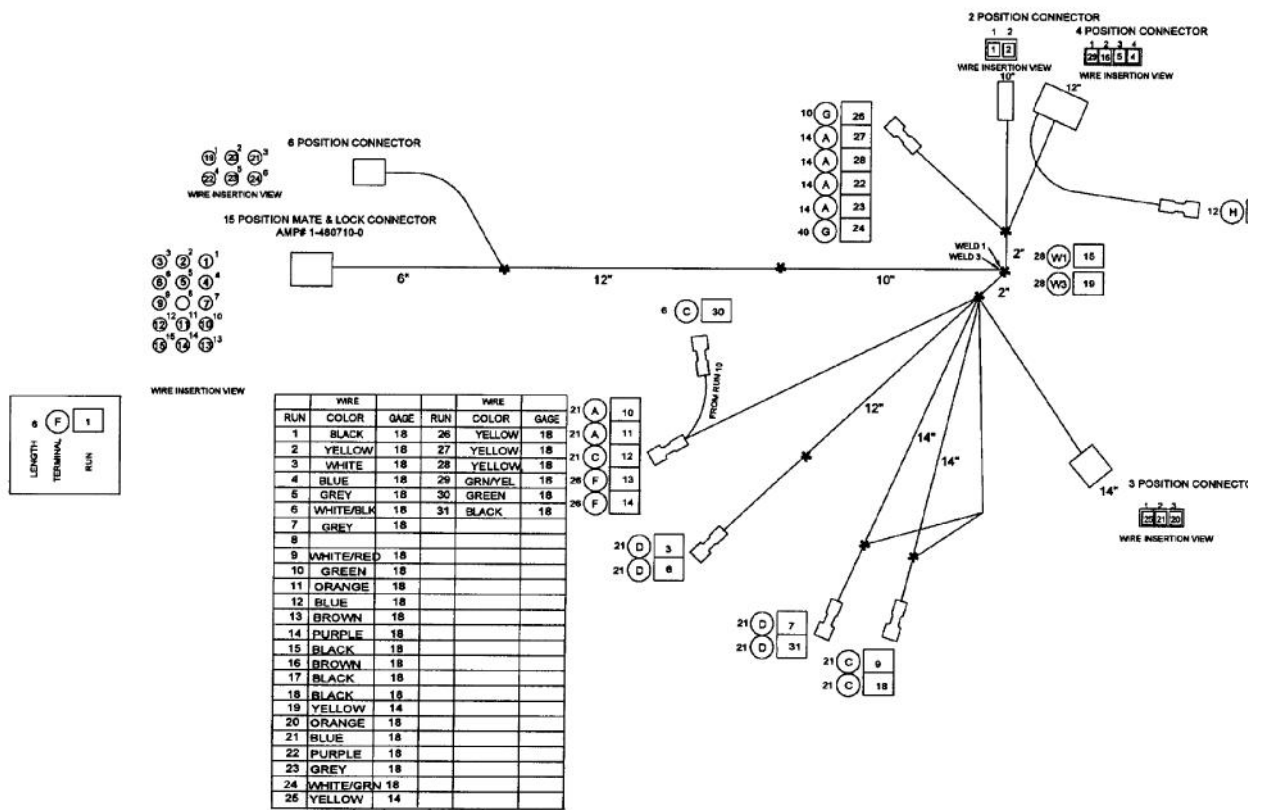 2 POSITION CONNECTOR
1 2
1 2
WIRE INSERTION VIEW
10"
4 POSITION CONNECTOR
1 2 3 4
29 16 5 4
WIRE INSERTION VIEW
12"
10 G 26
14 A 27
14 A 28
14 A 22
14 A 23
40 G 24
12 H
6 POSITION CONNECTOR
19 1 20 2 21 3
22 4 23 5 24 6
WIRE INSERTION VIEW
15 POSITION MATE & LOCK CONNECTOR
AMP# 1-480710-0
3 3 2 2 1 1
6 6 5 5 4 4
9 9 8 7 7
12 12 11 11 10 10
15 15 14 14 13 13
WIRE INSERTION VIEW
6"
12"
10"
WELD 1
WELD 3
2"
28 W1 15
28 W3 19
2"
6 C 30
FROM RUN 10
12"
14"
14"
14"
3 POSITION CONNECTO
1 2 3
25 21 20
WIRE INSERTION VIEW
21 A 10
21 A 11
21 C 12
26 F 13
26 F 14
21 D 3
21 D 6
21 D 7
21 D 31
21 C 9
21 C 18
6 F 1
LENGTH
TERMINAL
RUN
WIRE WIRE
RUN COLOR GAGE RUN COLOR GAGE
1 BLACK 18 26 YELLOW 18
2 YELLOW 18 27 YELLOW 18
3 WHITE 18 28 YELLOW 18
4 BLUE 18 29 GRN/YEL 18
5 GREY 18 30 GREEN 18
6 WHITE/BLK 18 31 BLACK 18
7 GREY 18
8
9 WHITE/RED 18
10 GREEN 18
11 ORANGE 18
12 BLUE 18
13 BROWN 18
14 PURPLE 18
15 BLACK 18
16 BROWN 18
17 BLACK 18
18 BLACK 18
19 YELLOW 14
20 ORANGE 18
21 BLUE 18
22 PURPLE 18
23 GREY 18
24 WHITE/GRN 18
25 YELLOW 14